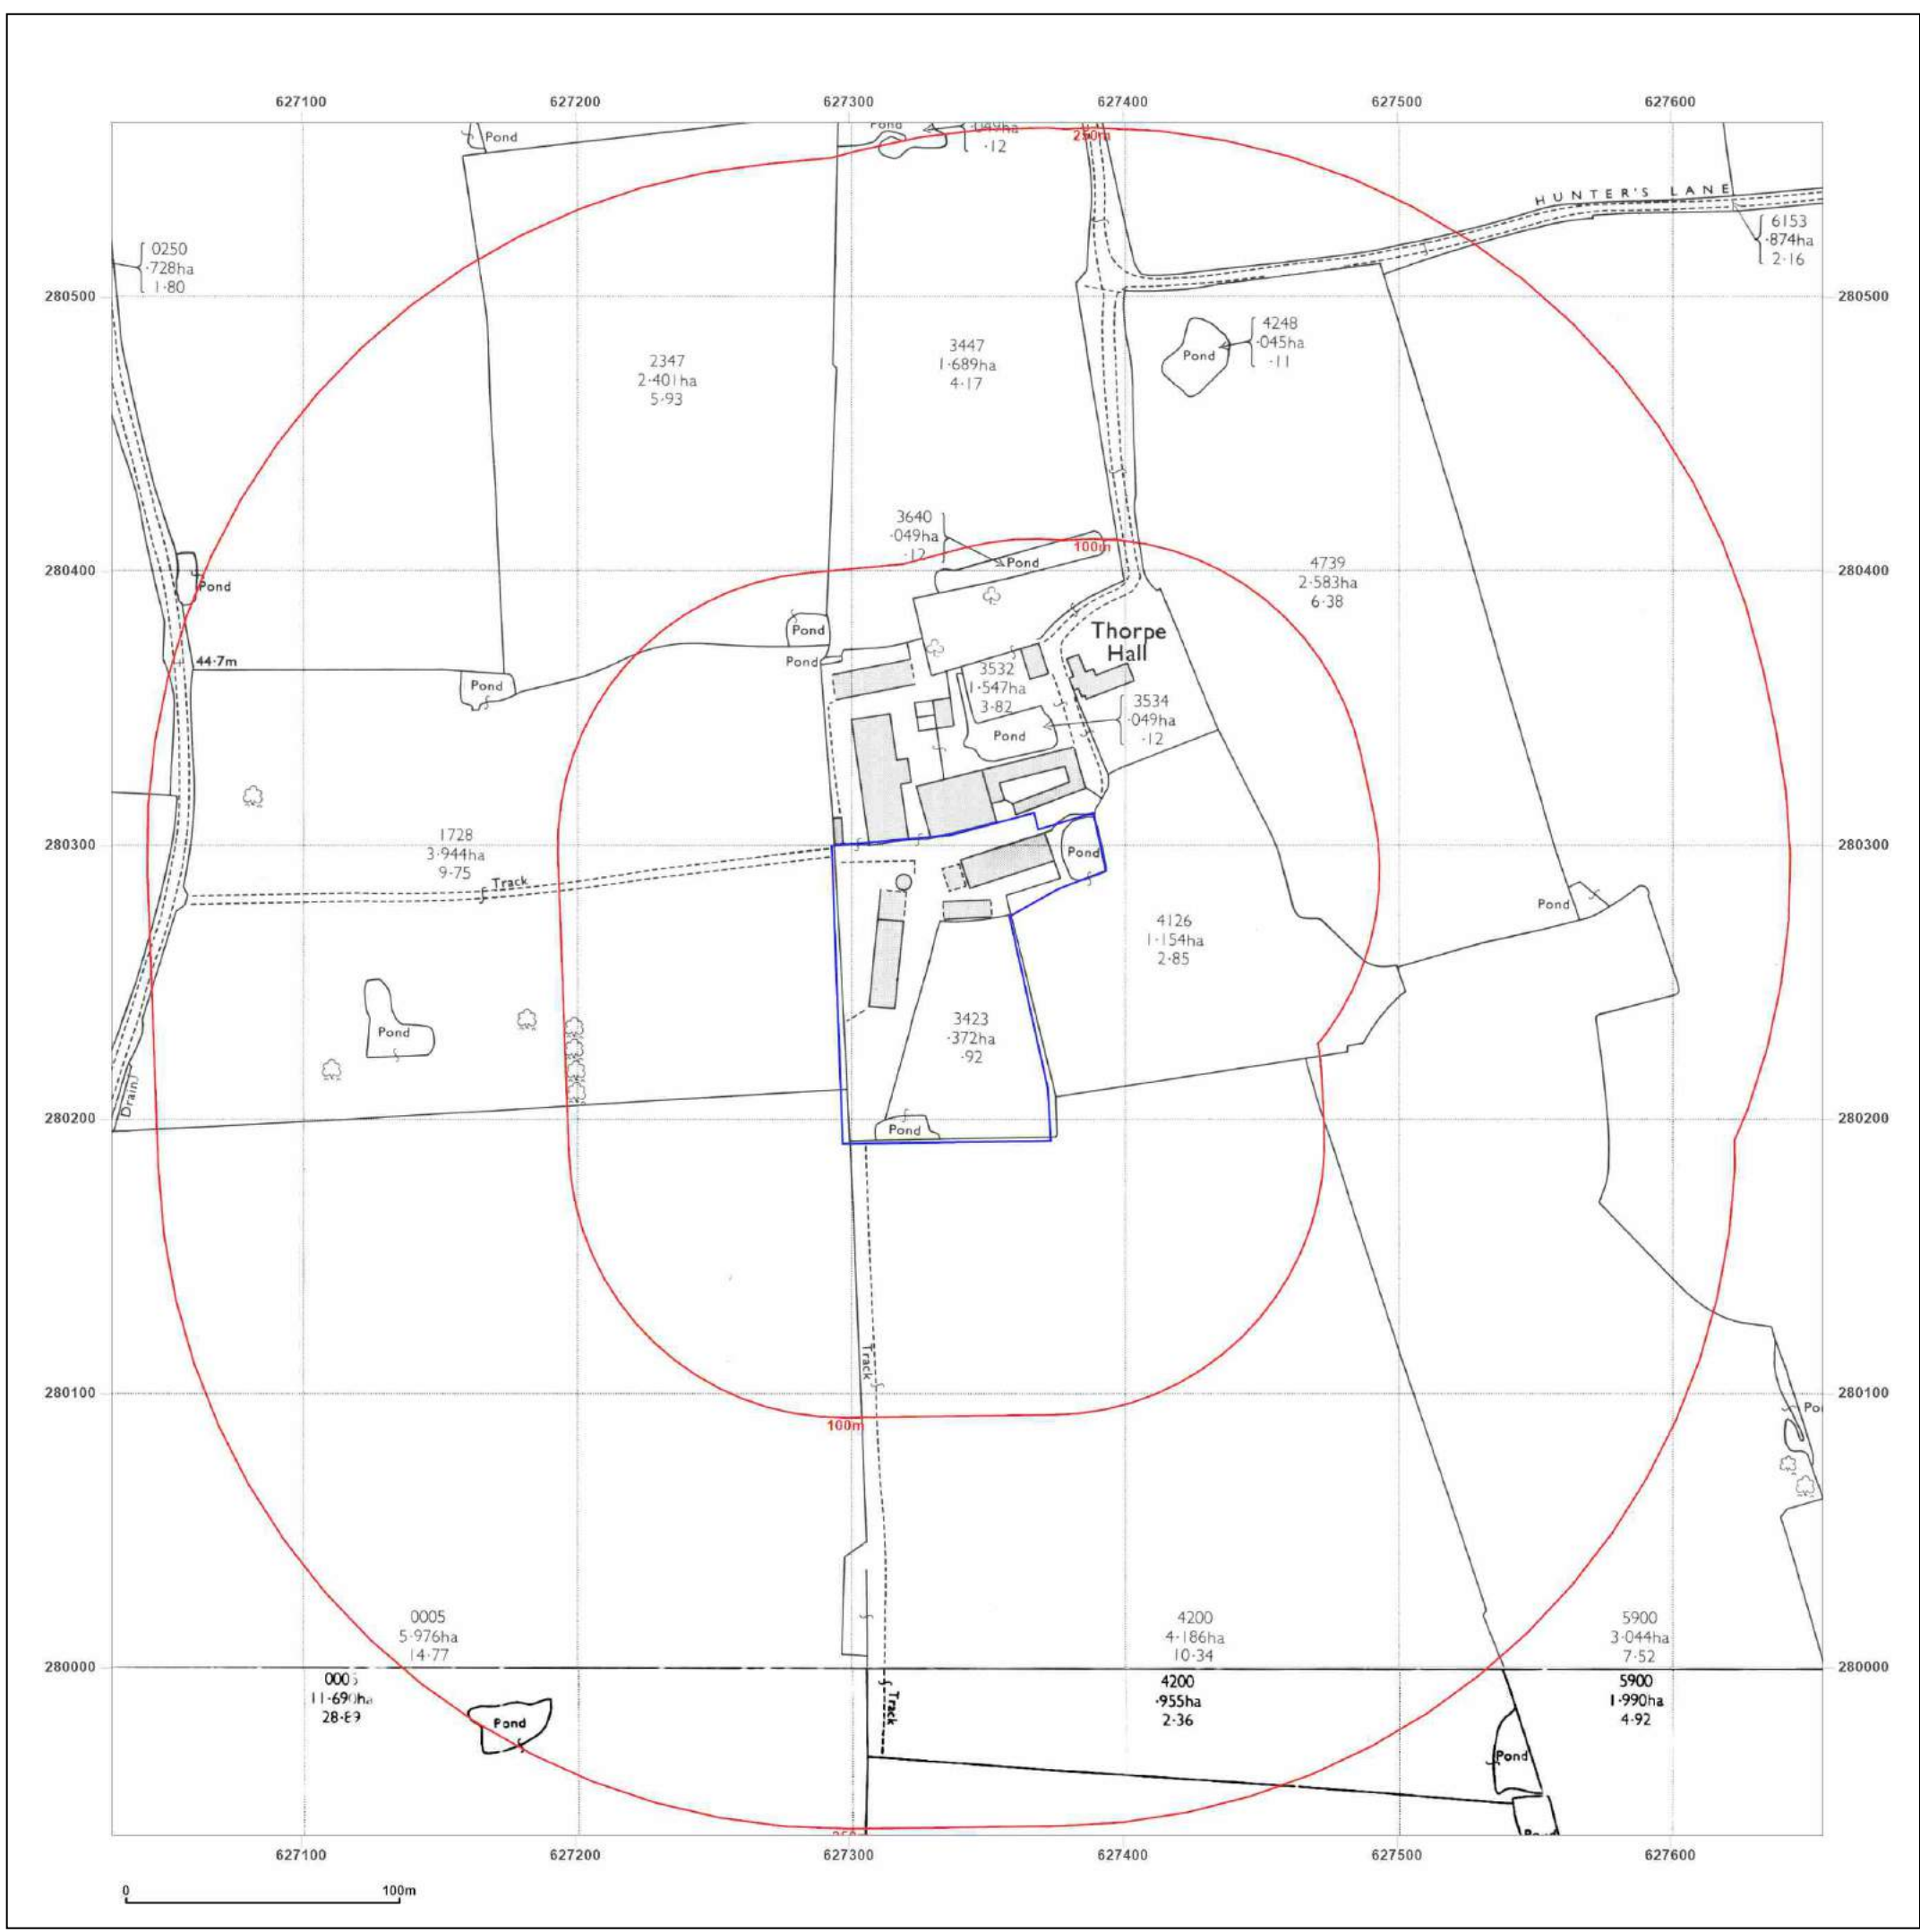 627100 627200 627300 627400 627500 627600
Pond
Pond
·049ha
·12
250m
HUNTER'S LANE
6153
·874ha
2·16
0250
·728ha
1·80
280500
280500
4248
·045ha
·11
Pond
2347
2·401ha
5·93
3447
1·689ha
4·17
3640
·049ha
·12
100m
Pond
280400
280400
4739
2·583ha
6·38
Pond
Pond
Thorpe
Hall
Pond
44·7m
Pond
3532
1·547ha
3·82
3534
·049ha
·12
Pond
280300
280300
1728
3·944ha
9·75
Track
Pond
Pond
4126
1·154ha
2·85
Pond
3423
·372ha
·92
Drain
Pond
280200
280200
Track
280100
280100
100m
0005
5·976ha
14·77
4200
4·186ha
10·34
5900
3·044ha
7·52
280000
280000
11·690ha
Pond
Track
4200
·955ha
2·36
5900
1·990ha
4·92
Pond
627100 627200 627300 627400 627500 627600
0 100m